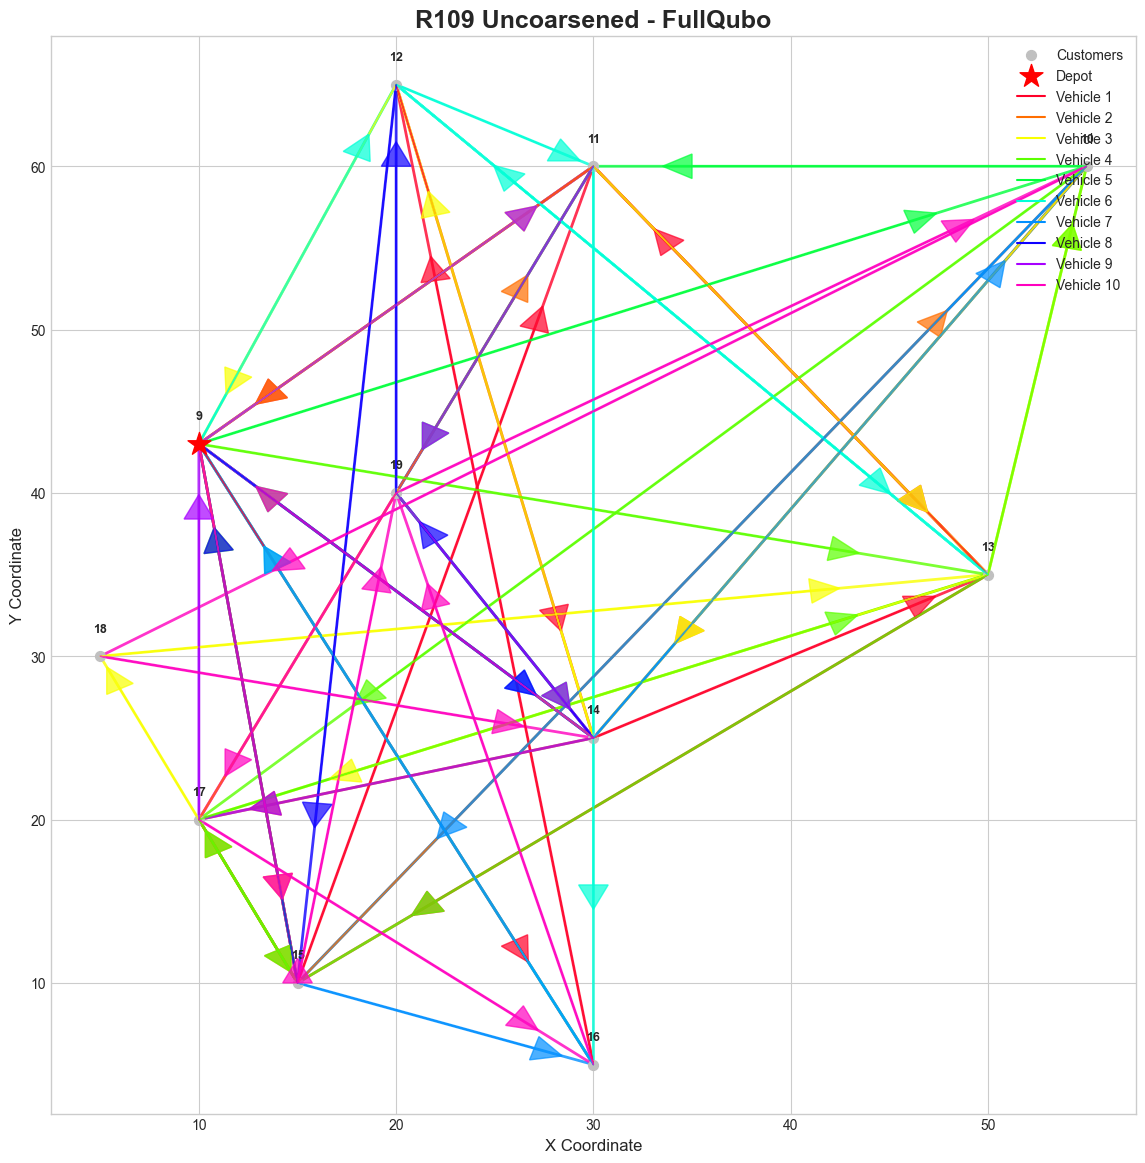 R109 Uncoarsened - FullQubo
Customers
Depot
Vehicle 1
Vehicle 2
Vehicle 3
Vehicle 4
Vehicle 5
Vehicle 6
Vehicle 7
Vehicle 8
Vehicle 9
Vehicle 10
12
11
10
9
19
13
18
14
17
15
16
60
50
40
30
20
10
Y Coordinate
10
20
30
40
50
X Coordinate